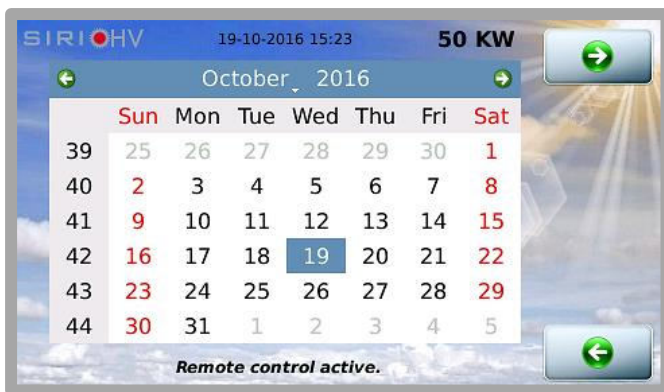 SIRIO HV 19-10-2016 15:23 50 KW
October, 2016
Sun Mon Tue Wed Thu Fri Sat
39 25 26 27 28 29 30 1
40 2 3 4 5 6 7 8
41 9 10 11 12 13 14 15
42 16 17 18 19 20 21 22
43 23 24 25 26 27 28 29
44 30 31 1 2 3 4 5
Remote control active.